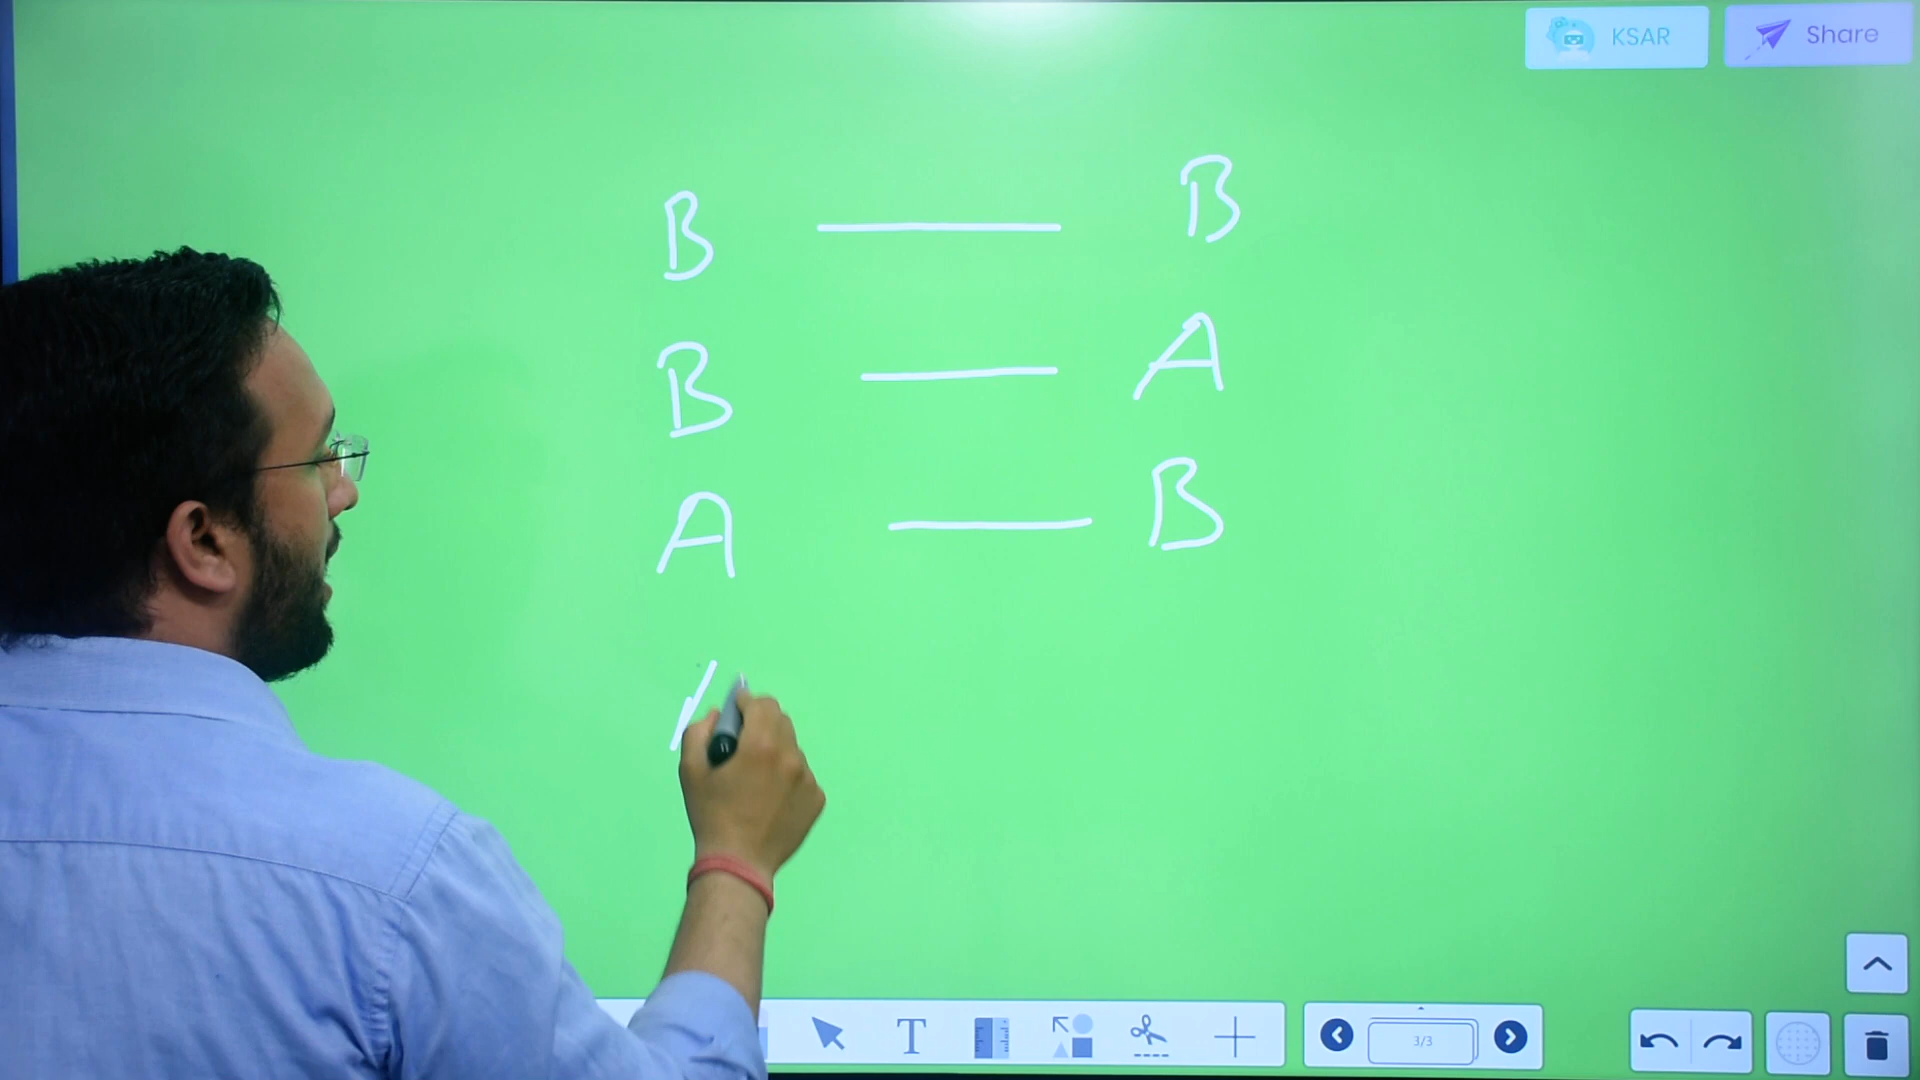 KSAR Share
B — B
B — A
A — B
T 3/3